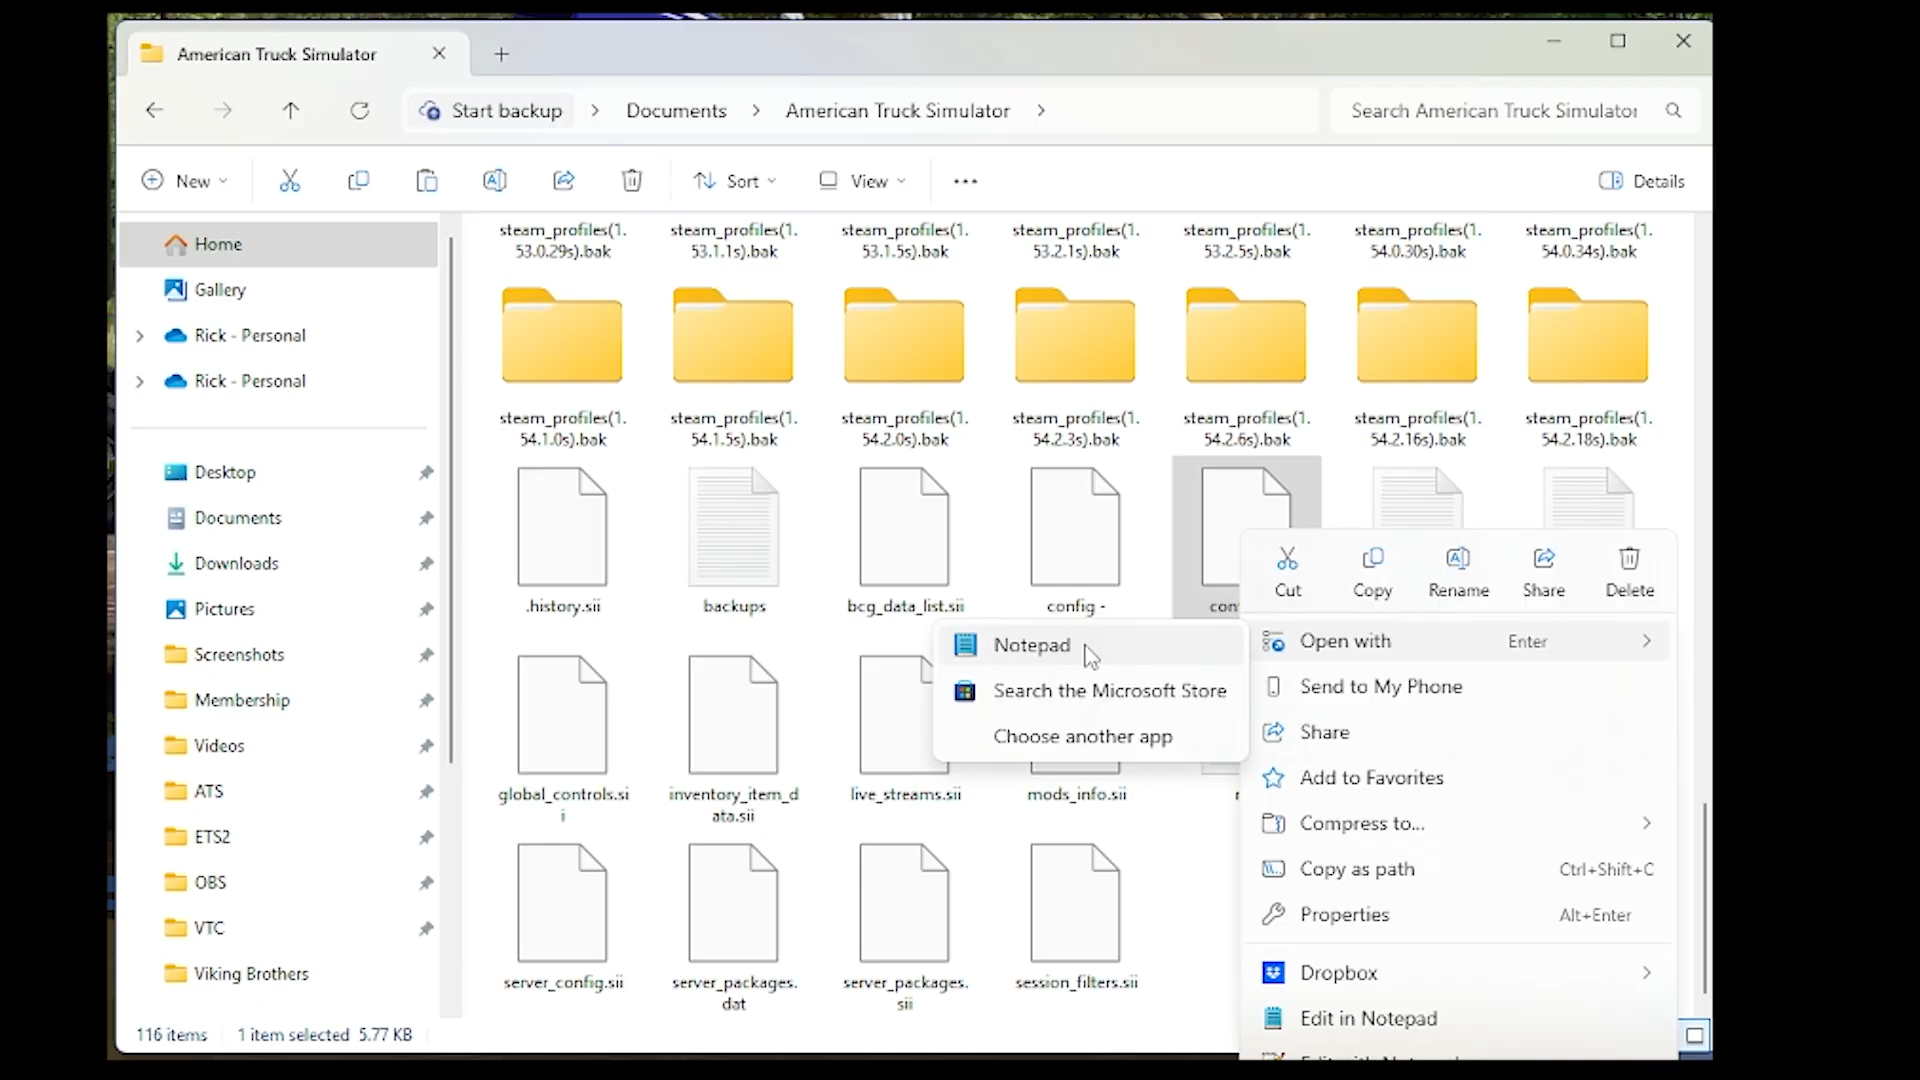 American Truck Simulator
Start backup
Documents
American Truck Simulator
Search American Truck Simulator
New
Sort
View
Details
Home
Gallery
Rick - Personal
Rick - Personal
Desktop
Documents
Downloads
Pictures
Screenshots
Membership
Videos
ATS
ETS2
OBS
VTC
Viking Brothers
steam_profiles(1.
53.0.29s).bak
steam_profiles(1.
53.1.1s).bak
steam_profiles(1.
53.1.5s).bak
steam_profiles(1.
53.2.1s).bak
steam_profiles(1.
53.2.5s).bak
steam_profiles(1.
54.0.30s).bak
steam_profiles(1.
54.0.34s).bak
steam_profiles(1.
54.1.0s).bak
steam_profiles(1.
54.1.5s).bak
steam_profiles(1.
54.2.0s).bak
steam_profiles(1.
54.2.3s).bak
steam_profiles(1.
54.2.6s).bak
steam_profiles(1.
54.2.16s).bak
steam_profiles(1.
54.2.18s).bak
.history.sii
backups
bcg_data_list.sii
config -
global_controls.si
i
inventory_item_d
ata.sii
live_streams.sii
mods_info.sii
server_config.sii
server_packages.
dat
server_packages.
sii
session_filters.sii
Notepad
Search the Microsoft Store
Choose another app
Cut
Copy
Rename
Share
Delete
Open with Enter
Send to My Phone
Share
Add to Favorites
Compress to...
Copy as path Ctrl+Shift+C
Properties Alt+Enter
Dropbox
Edit in Notepad
116 items 1 item selected 5.77 KB